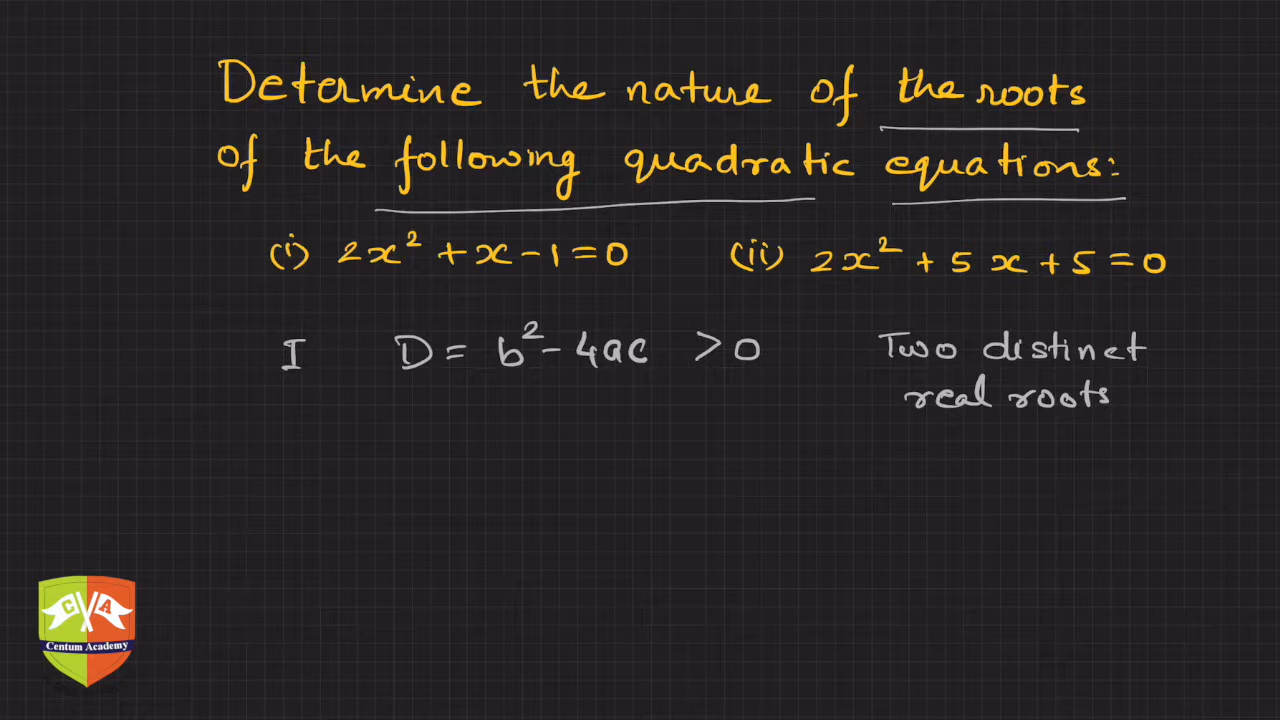 Determine the nature of the roots
of the following quadratic equations:
(i) 2x² + x - 1 = 0 (ii) 2x² + 5x + 5 = 0
I D = b² - 4ac > 0 Two distinct
real roots
C A
Centum Academy